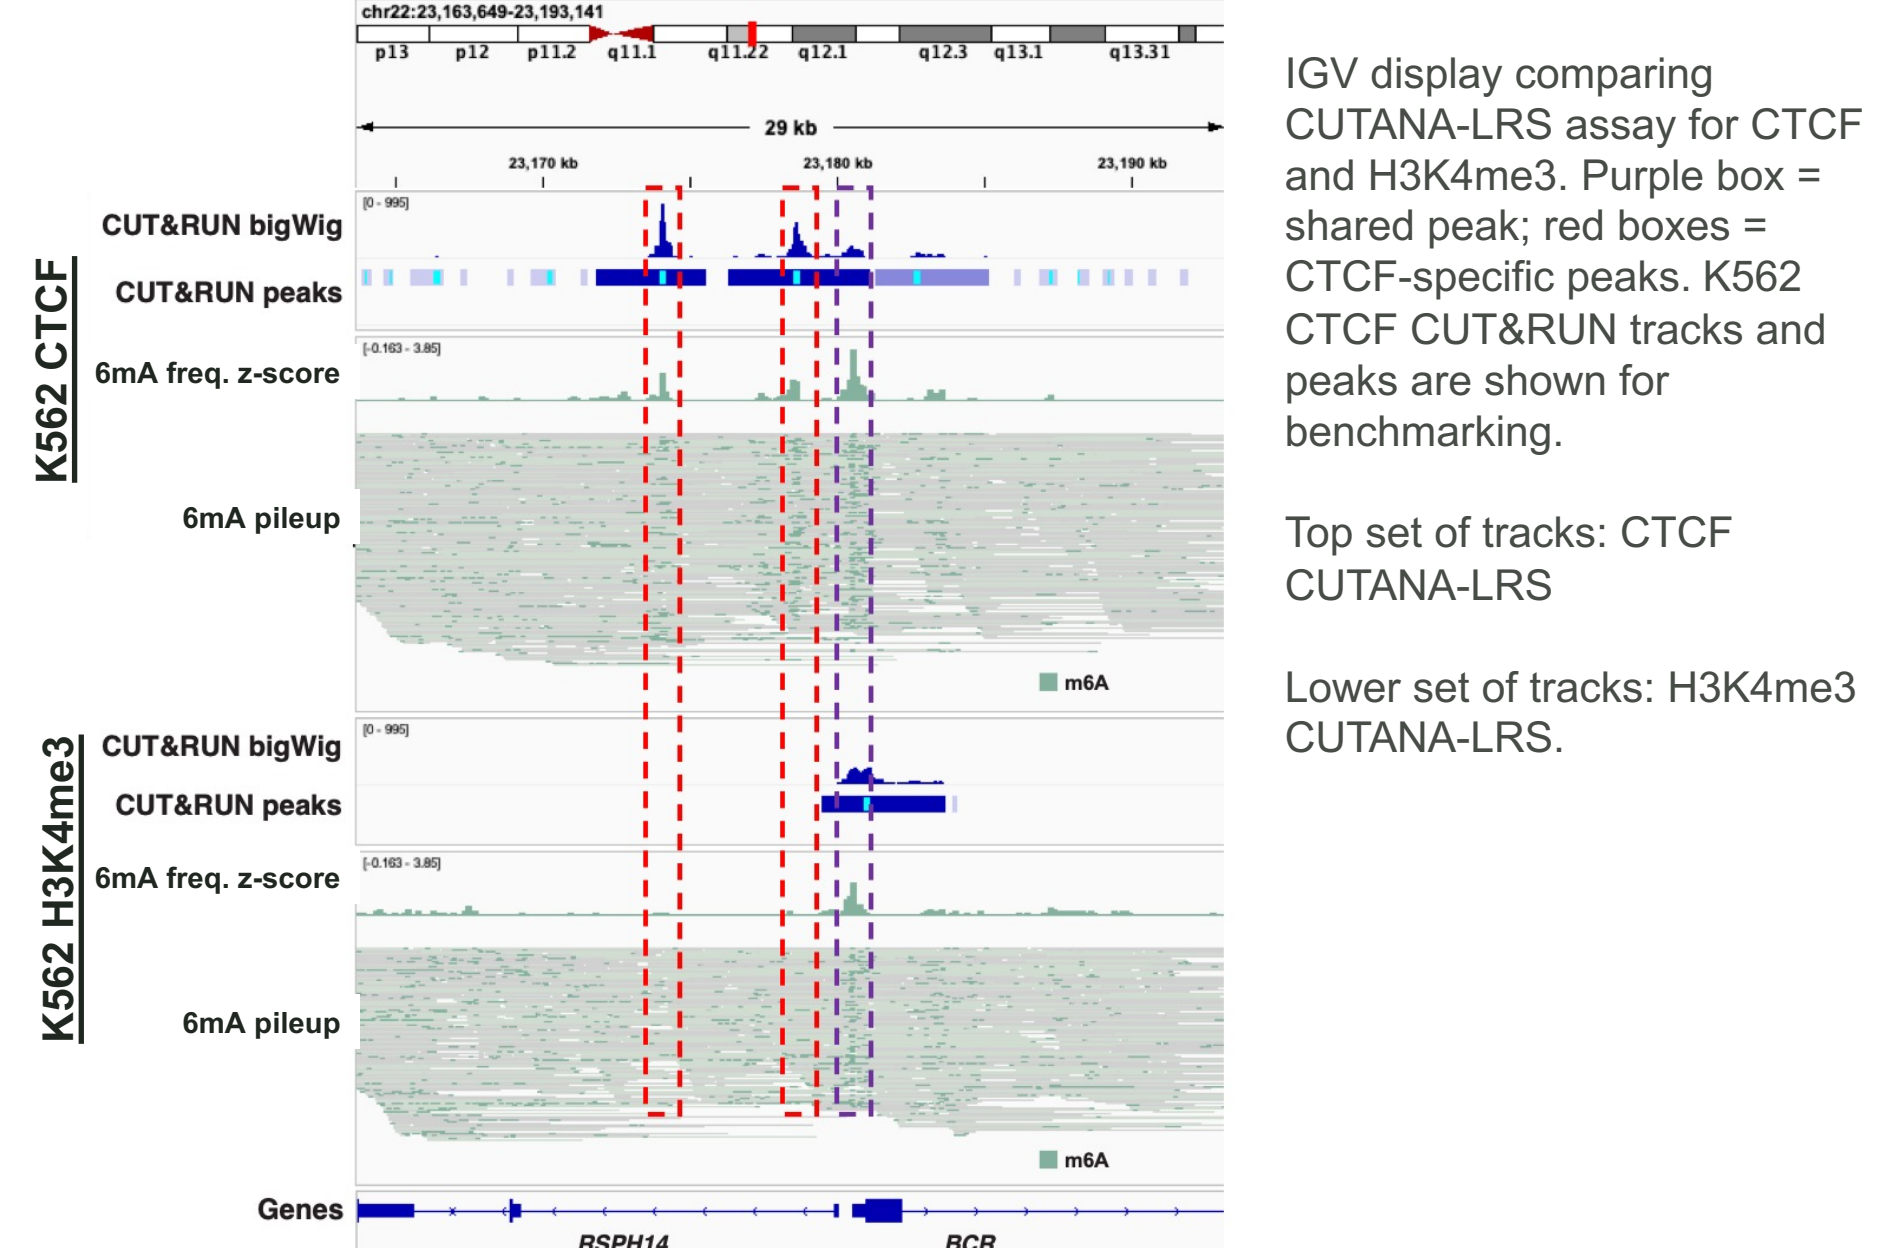 chr22:23,163,649-23,193,141
p13 p12 p11.2 q11.1 q11.22 q12.1 q12.3 q13.1 q13.31
29 kb
23,170 kb 23,180 kb 23,190 kb
K562 CTCF
CUT&RUN bigWig
[0 - 995]
CUT&RUN peaks
6mA freq. z-score
[-0.163 - 3.85]
6mA pileup
m6A
K562 H3K4me3
CUT&RUN bigWig
[0 - 995]
CUT&RUN peaks
6mA freq. z-score
[-0.163 - 3.85]
6mA pileup
m6A
Genes
RSPH14 BCR
IGV display comparing
CUTANA-LRS assay for CTCF
and H3K4me3. Purple box =
shared peak; red boxes =
CTCF-specific peaks. K562
CTCF CUT&RUN tracks and
peaks are shown for
benchmarking.
Top set of tracks: CTCF
CUTANA-LRS
Lower set of tracks: H3K4me3
CUTANA-LRS.